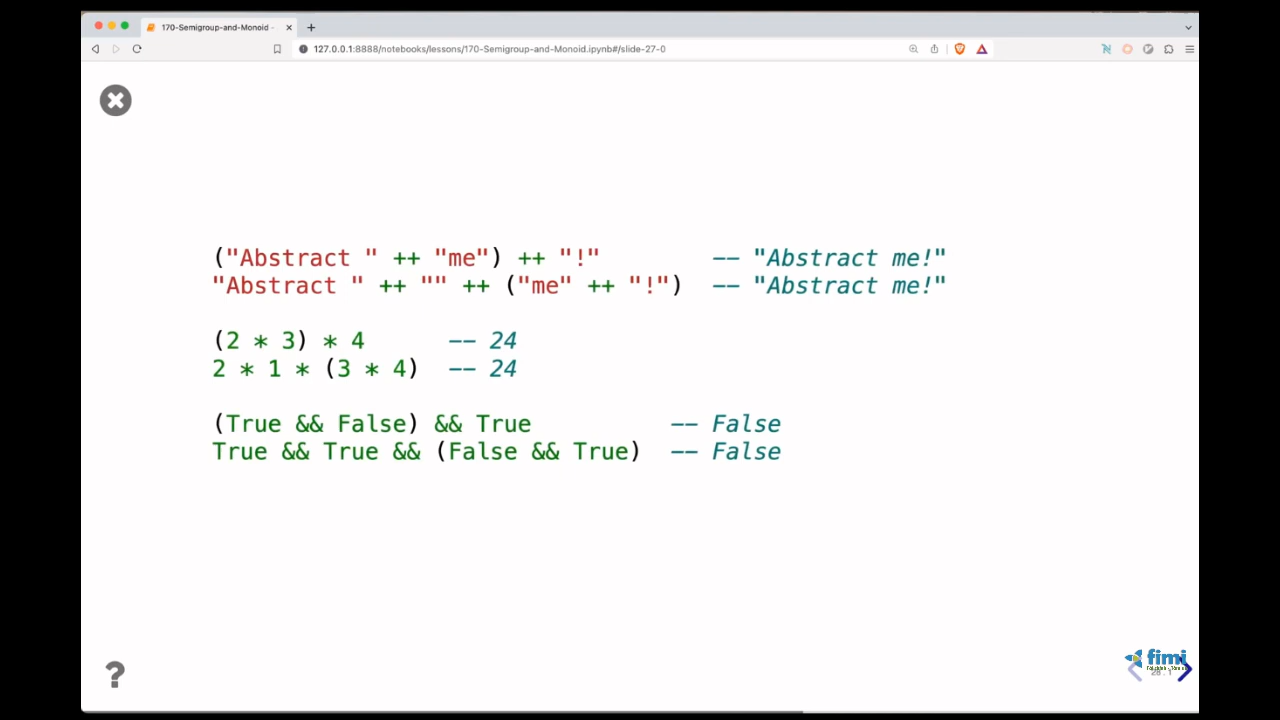 170-Semigroup-and-Monoid -
127.0.0.1:8888/notebooks/lessons/170-Semigroup-and-Monoid.ipynb#/slide-27-0
("Abstract " ++ "me") ++ "!" -- "Abstract me!"
"Abstract " ++ "" ++ ("me" ++ "!") -- "Abstract me!"
(2 * 3) * 4 -- 24
2 * 1 * (3 * 4) -- 24
(True && False) && True -- False
True && True && (False && True) -- False
?
fimi